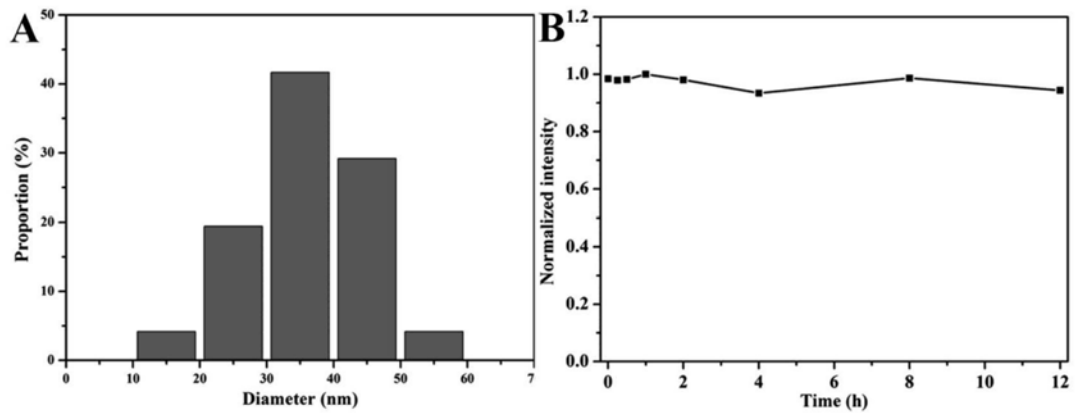 A
50
40
30
20
10
0
Proportion (%)
0 10 20 30 40 50 60 7
Diameter (nm)
B
1.2
1.0
0.8
0.6
0.4
0.2
0.0
Normalized intensity
0 2 4 8 10 12
Time (h)